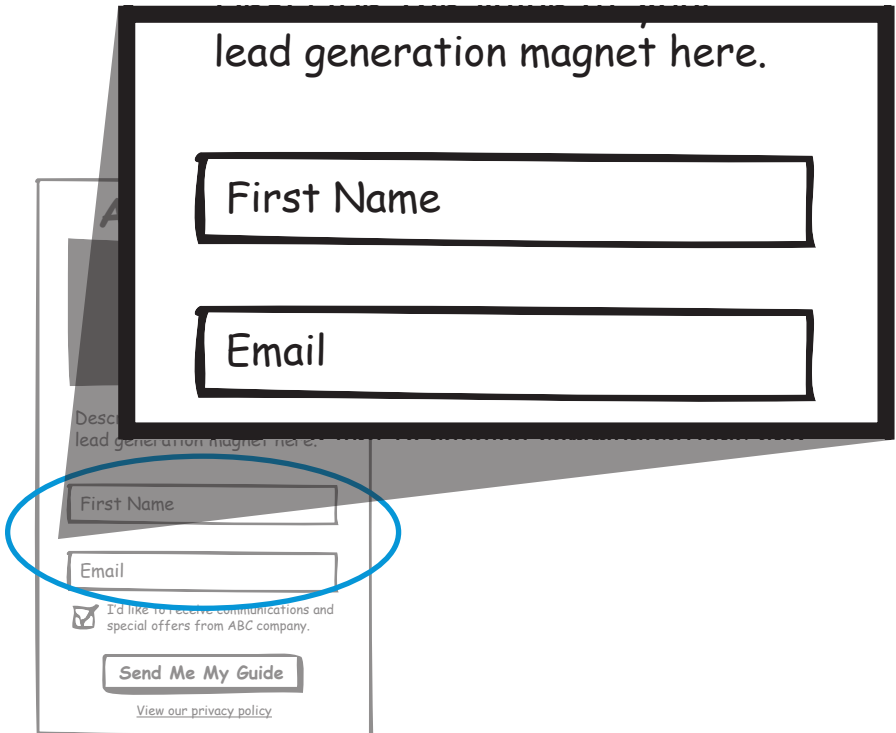 lead generation magnet here.
First Name
Email
A
Descr
lead generation magnet here.
First Name
Email
I'd like to receive communications and
special offers from ABC company.
Send Me My Guide
View our privacy policy